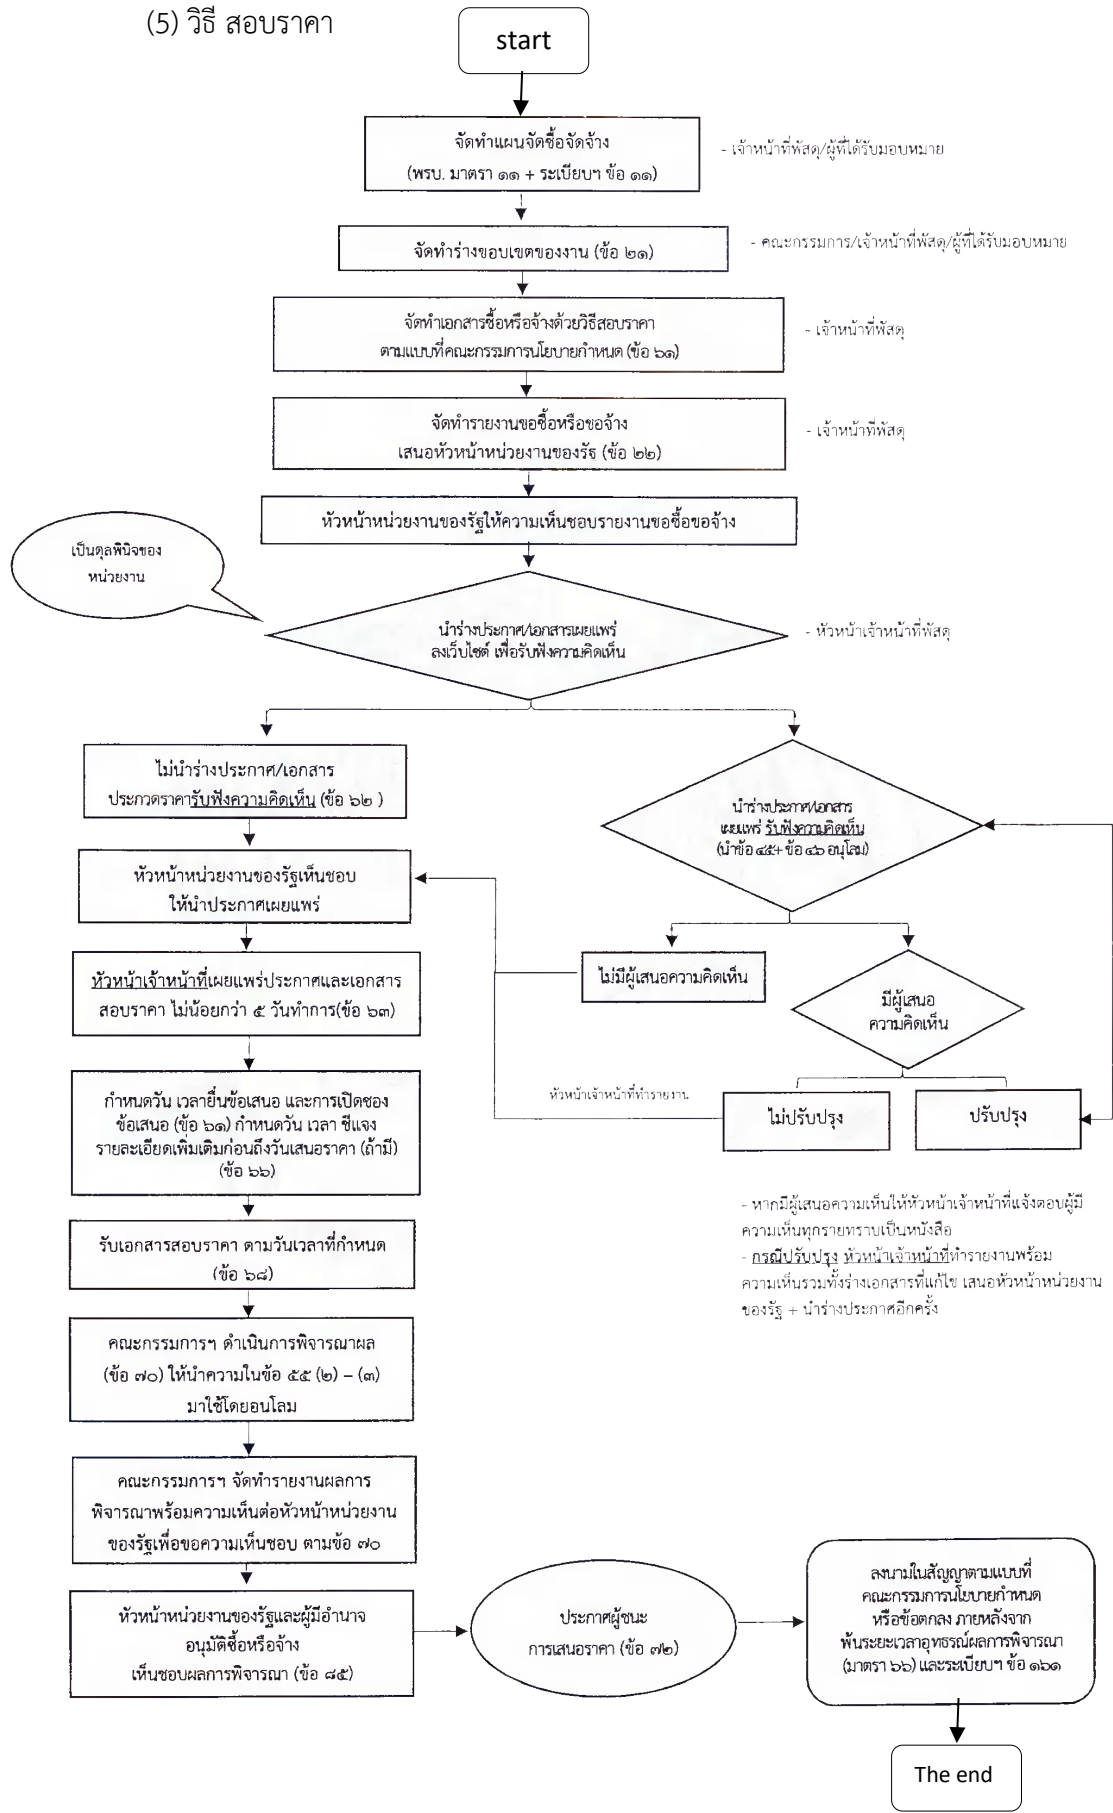 (5) วิธี สอบราคา
start
จัดทำแผนจัดซื้อจัดจ้าง
(พรบ. มาตรา ๑๑ + ระเบียบฯ ข้อ ๑๑)
- เจ้าหน้าที่พัสดุ/ผู้ที่ได้รับมอบหมาย
จัดทำร่างขอบเขตของงาน (ข้อ ๒๑)
- คณะกรรมการ/เจ้าหน้าที่พัสดุ/ผู้ที่ได้รับมอบหมาย
จัดทำเอกสารซื้อหรือจ้างด้วยวิธีสอบราคา
ตามแบบที่คณะกรรมการนโยบายกำหนด (ข้อ ๖๑)
- เจ้าหน้าที่พัสดุ
จัดทำรายงานขอซื้อหรือขอจ้าง
เสนอหัวหน้าหน่วยงานของรัฐ (ข้อ ๒๒)
- เจ้าหน้าที่พัสดุ
หัวหน้าหน่วยงานของรัฐให้ความเห็นชอบรายงานขอซื้อขอจ้าง
เป็นดุลพินิจของ
หน่วยงาน
นำร่างประกาศ/เอกสารเผยแพร่
ลงเว็บไซต์ เพื่อรับฟังความคิดเห็น
- หัวหน้าเจ้าหน้าที่พัสดุ
ไม่นำร่างประกาศ/เอกสาร
ประกวดราคารับฟังความคิดเห็น (ข้อ ๖๒ )
นำร่างประกาศ/เอกสาร
เผยแพร่ รับฟังความคิดเห็น
(นำข้อ ๔๕+ ข้อ ๔๖ อนุโลม)
หัวหน้าหน่วยงานของรัฐเห็นชอบ
ให้นำประกาศเผยแพร่
ไม่มีผู้เสนอความคิดเห็น
มีผู้เสนอ
ความคิดเห็น
หัวหน้าเจ้าหน้าที่เผยแพร่ประกาศและเอกสาร
สอบราคา ไม่น้อยกว่า ๕ วันทำการ(ข้อ ๖๓)
หัวหน้าเจ้าหน้าที่ทำรายงาน
ไม่ปรับปรุง
ปรับปรุง
กำหนดวัน เวลายื่นข้อเสนอ และการเปิดซอง
ข้อเสนอ (ข้อ ๖๑) กำหนดวัน เวลา ชี้แจง
รายละเอียดเพิ่มเติมก่อนถึงวันเสนอราคา (ถ้ามี)
(ข้อ ๖๖)
- หากมีผู้เสนอความเห็นให้หัวหน้าเจ้าหน้าที่แจ้งตอบผู้มี
ความเห็นทุกรายทราบเป็นหนังสือ
- กรณีปรับปรุง หัวหน้าเจ้าหน้าที่ทำรายงานพร้อม
ความเห็นรวมทั้งร่างเอกสารที่แก้ไข เสนอหัวหน้าหน่วยงาน
ของรัฐ + นำร่างประกาศอีกครั้ง
รับเอกสารสอบราคา ตามวันเวลาที่กำหนด
(ข้อ ๖๘)
คณะกรรมการฯ ดำเนินการพิจารณาผล
(ข้อ ๗๐) ให้นำความในข้อ ๕๕ (๒) – (๓)
มาใช้โดยอนโลม
คณะกรรมการฯ จัดทำรายงานผลการ
พิจารณาพร้อมความเห็นต่อหัวหน้าหน่วยงาน
ของรัฐเพื่อขอความเห็นชอบ ตามข้อ ๗๐
หัวหน้าหน่วยงานของรัฐและผู้มีอำนาจ
อนุมัติซื้อหรือจ้าง
เห็นชอบผลการพิจารณา (ข้อ ๘๕)
ประกาศผู้ชนะ
การเสนอราคา (ข้อ ๗๒)
ลงนามในสัญญาตามแบบที่
คณะกรรมการนโยบายกำหนด
หรือข้อตกลง ภายหลังจาก
พ้นระยะเวลาอุทธรณ์ผลการพิจารณา
(มาตรา ๖๖) และระเบียบฯ ข้อ ๑๖๑
The end